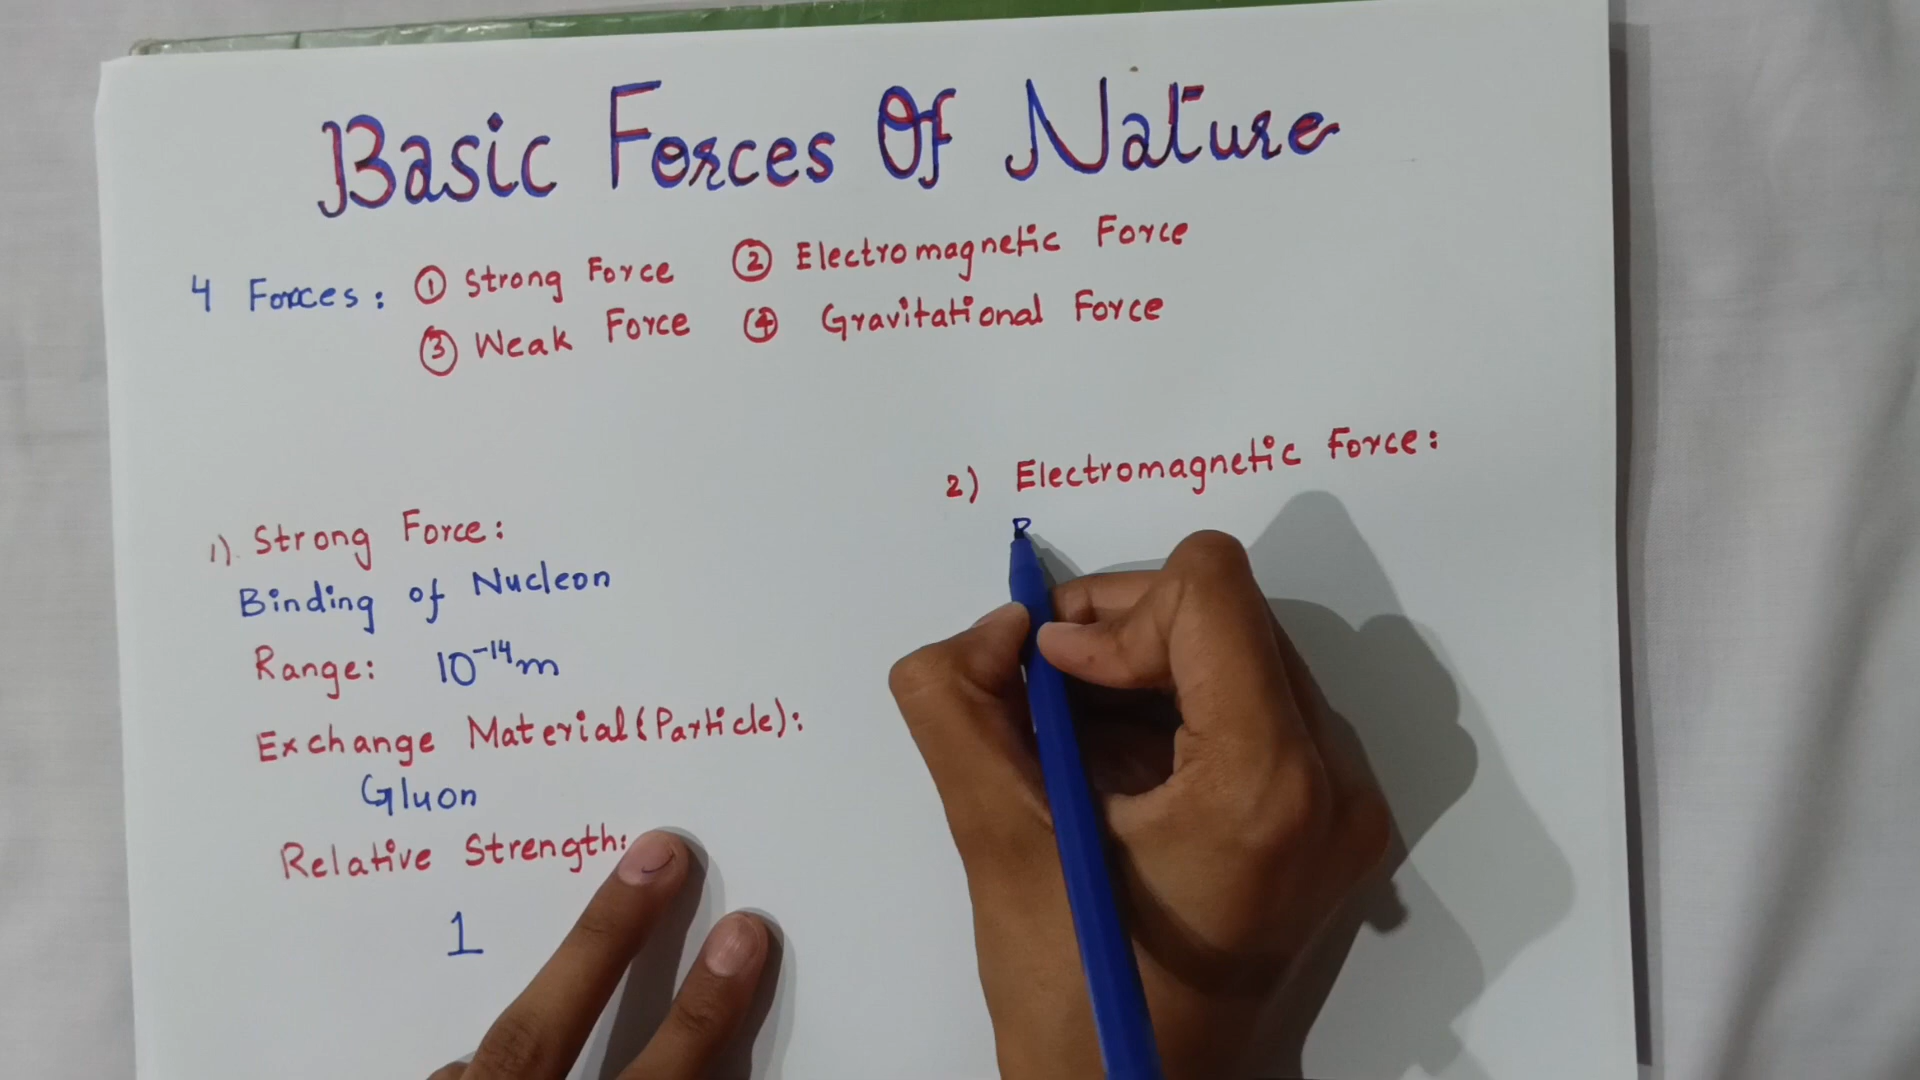 Basic Forces Of Nature
4 Forces: ① Strong Force ② Electromagnetic Force
③ Weak Force ④ Gravitational Force
1). Strong Force:
Binding of Nucleon
Range: 10⁻¹⁴m
Exchange Material (Particle):
Gluon
Relative Strength:
1
2) Electromagnetic Force: